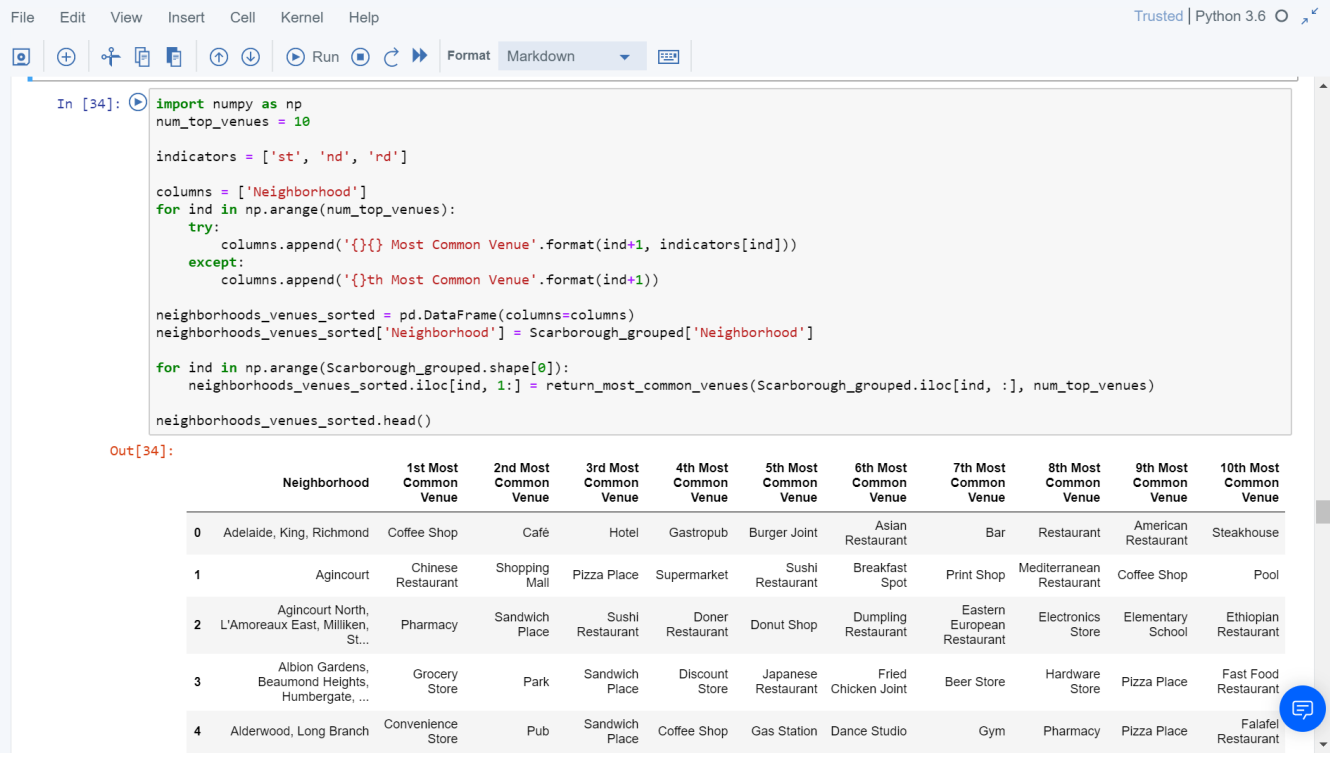 File Edit View Insert Cell Kernel Help Trusted | Python 3.6
Run Format Markdown
In [34]: import numpy as np
num_top_venues = 10
indicators = ['st', 'nd', 'rd']
columns = ['Neighborhood']
for ind in np.arange(num_top_venues):
    try:
        columns.append('{}{} Most Common Venue'.format(ind+1, indicators[ind]))
    except:
        columns.append('{}th Most Common Venue'.format(ind+1))
neighborhoods_venues_sorted = pd.DataFrame(columns=columns)
neighborhoods_venues_sorted['Neighborhood'] = Scarborough_grouped['Neighborhood']
for ind in np.arange(Scarborough_grouped.shape[0]):
    neighborhoods_venues_sorted.iloc[ind, 1:] = return_most_common_venues(Scarborough_grouped.iloc[ind, :], num_top_venues)
neighborhoods_venues_sorted.head()
Out[34]:
1st Most 2nd Most 3rd Most 4th Most 5th Most 6th Most 7th Most 8th Most 9th Most 10th Most
Neighborhood Common Common Common Common Common Common Common Common Common Common
Venue Venue Venue Venue Venue Venue Venue Venue Venue Venue
Asian American
0 Adelaide, King, Richmond Coffee Shop Café Hotel Gastropub Burger Joint Bar Restaurant Steakhouse
Restaurant Restaurant
Chinese Shopping Sushi Breakfast Mediterranean
1 Agincourt Pizza Place Supermarket Print Shop Coffee Shop Pool
Restaurant Mall Restaurant Spot Restaurant
Agincourt North, Eastern
Sandwich Sushi Doner Dumpling Electronics Elementary Ethiopian
2 L'Amoreaux East, Milliken, Pharmacy Donut Shop European
Place Restaurant Restaurant Restaurant Store School Restaurant
St... Restaurant
Albion Gardens,
Grocery Sandwich Discount Japanese Fried Hardware Fast Food
3 Beaumond Heights, Park Beer Store Pizza Place
Store Place Store Restaurant Chicken Joint Store Restaurant
Humbergate, ...
Convenience Sandwich Falafel
4 Alderwood, Long Branch Pub Coffee Shop Gas Station Dance Studio Gym Pharmacy Pizza Place
Store Place Restaurant